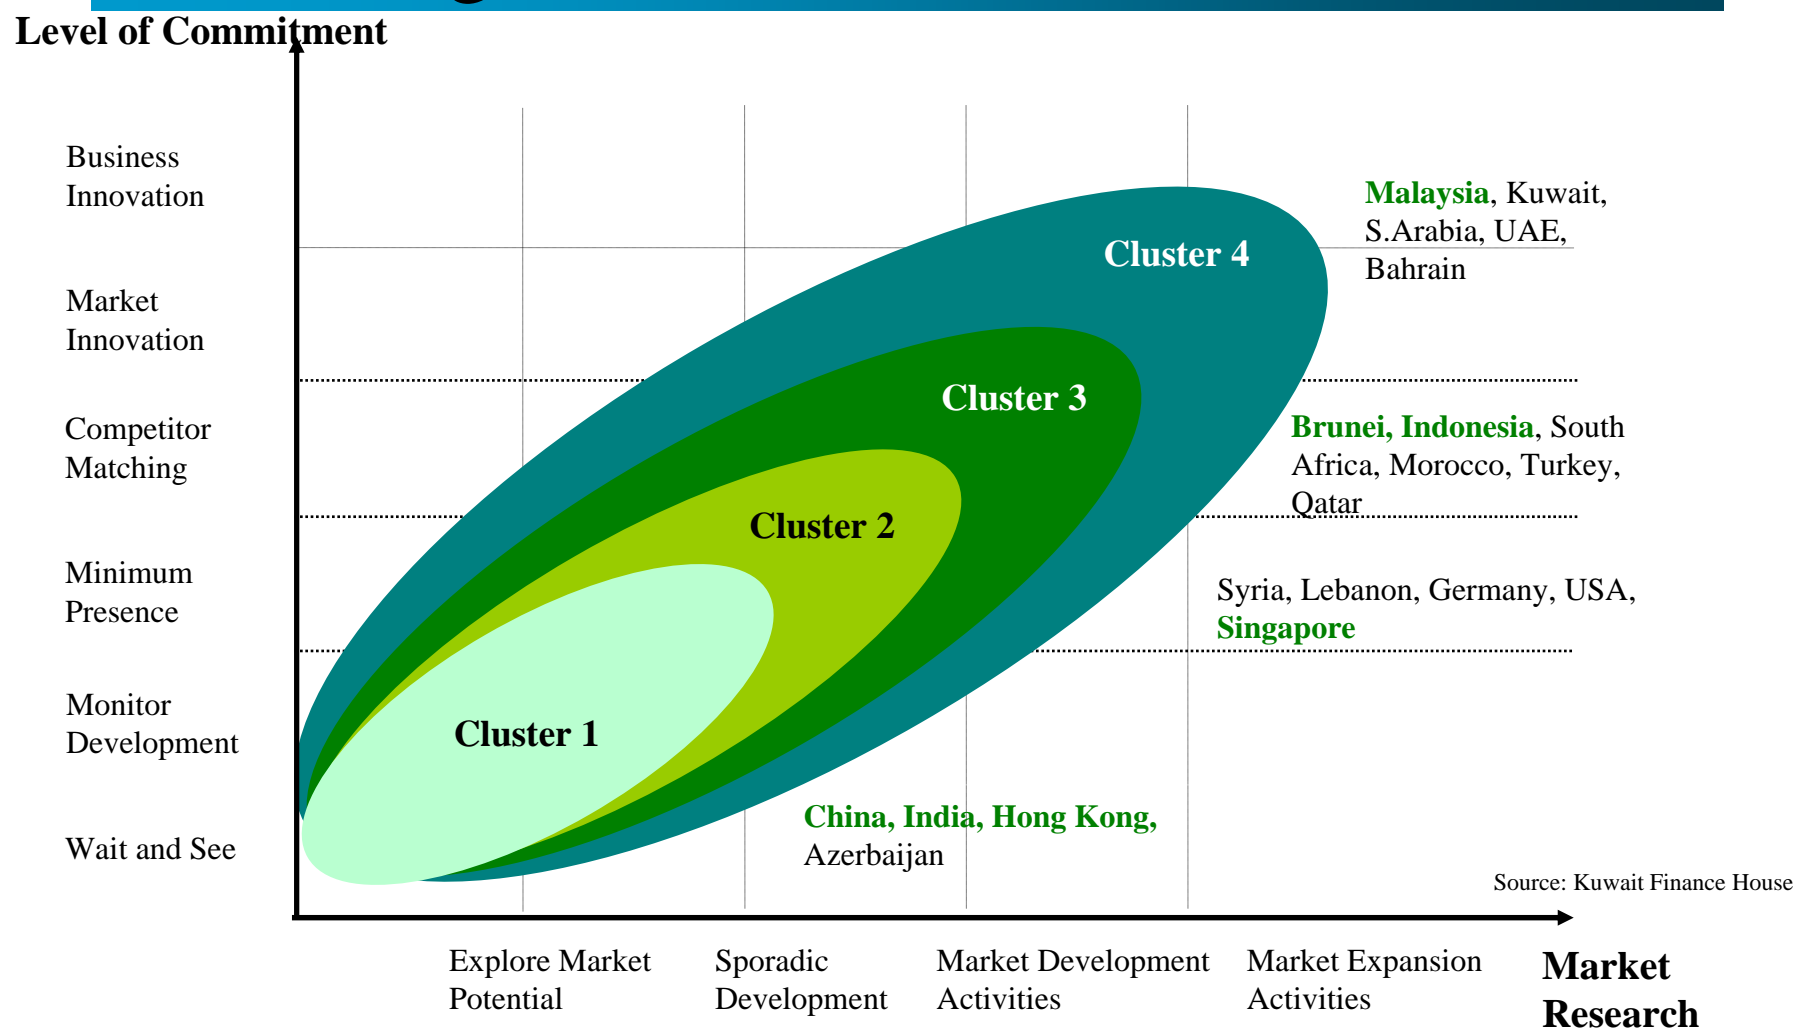 Level of Commitment
Business
Innovation
Malaysia, Kuwait,
S.Arabia, UAE,
Bahrain
Cluster 4
Market
Innovation
Cluster 3
Competitor
Matching
Brunei, Indonesia, South
Africa, Morocco, Turkey,
Qatar
Cluster 2
Minimum
Presence
Syria, Lebanon, Germany, USA,
Singapore
Monitor
Development
Cluster 1
China, India, Hong Kong,
Azerbaijan
Wait and See
Source: Kuwait Finance House
Explore Market
Potential
Sporadic
Development
Market Development
Activities
Market Expansion
Activities
Market
Research